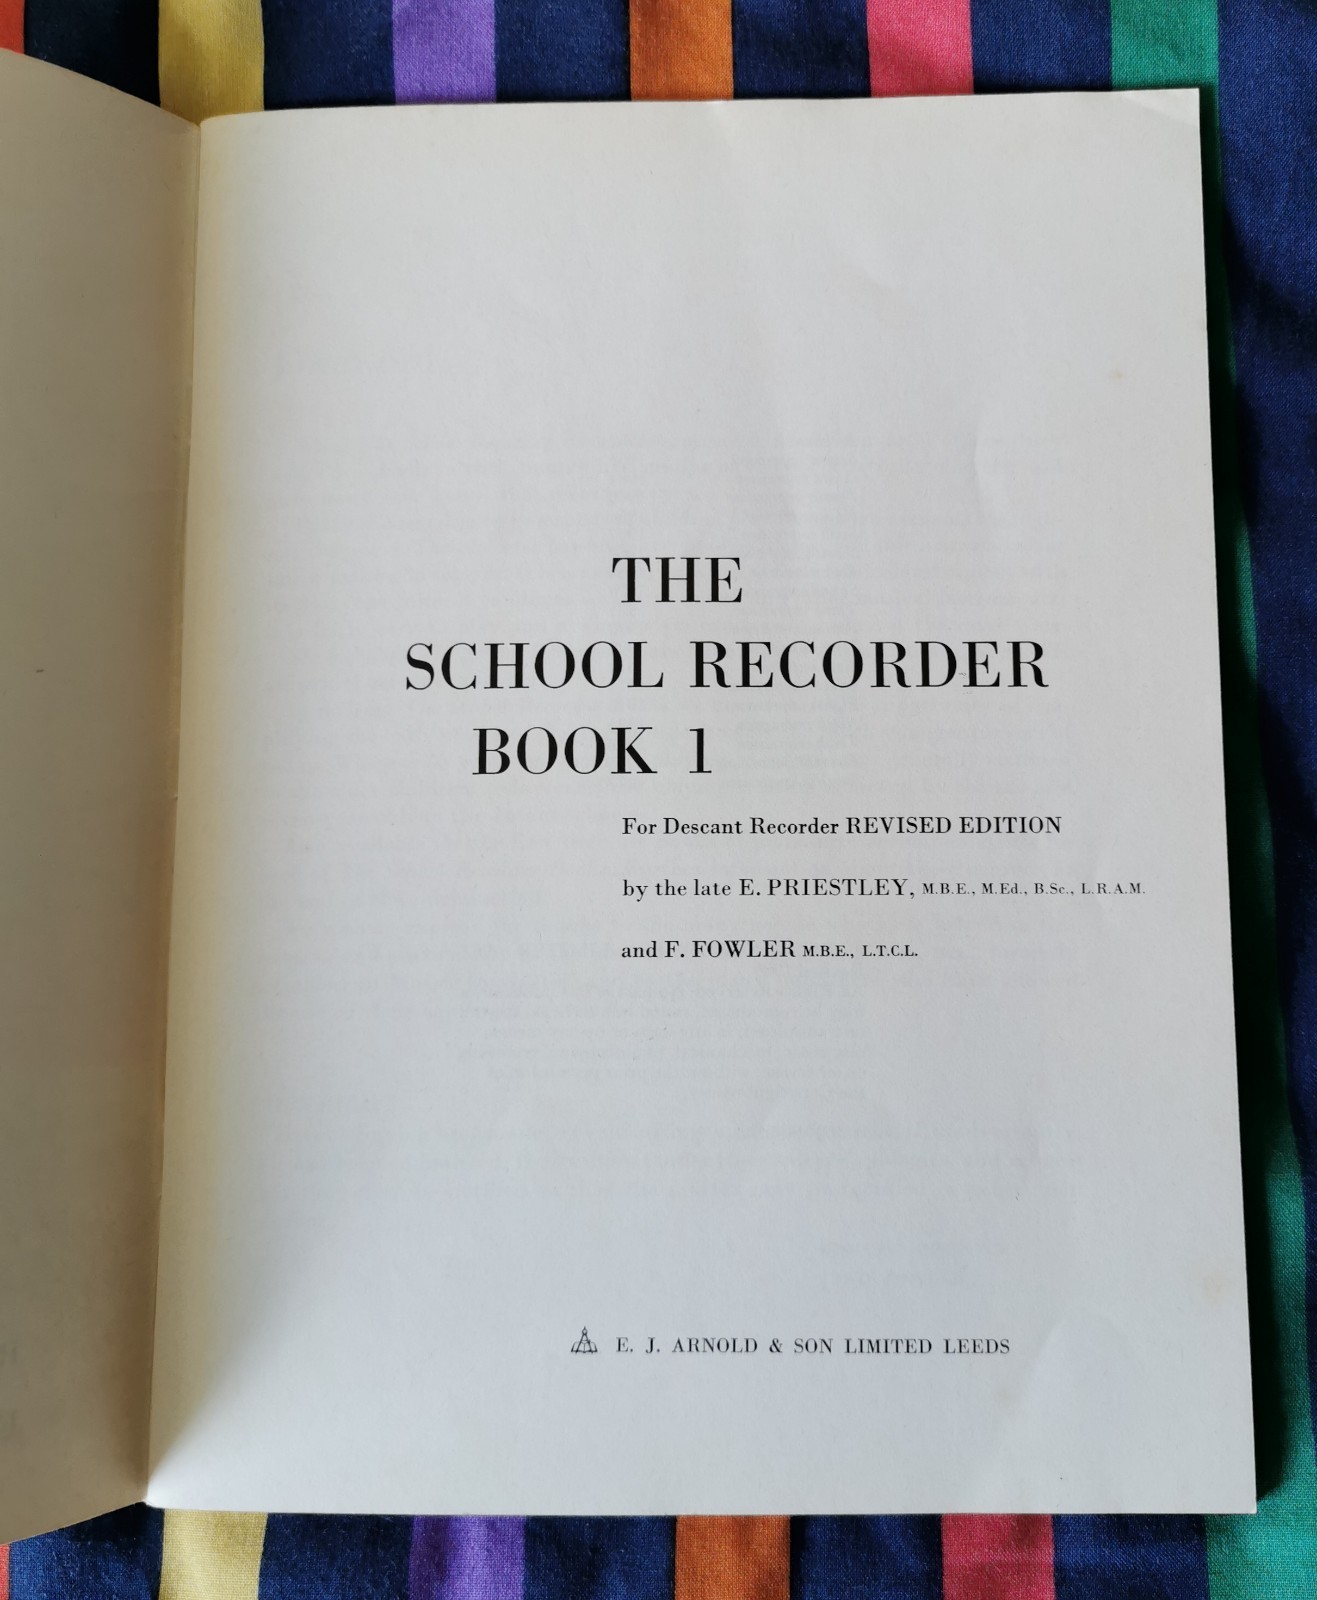 THE
SCHOOL RECORDER
BOOK 1
For Descant Recorder REVISED EDITION
by the late E. PRIESTLEY, M.B.E., M.Ed., B.Sc., L.R.A.M.
and F. FOWLER M.B.E., L.T.C.L.
E. J. ARNOLD & SON LIMITED LEEDS